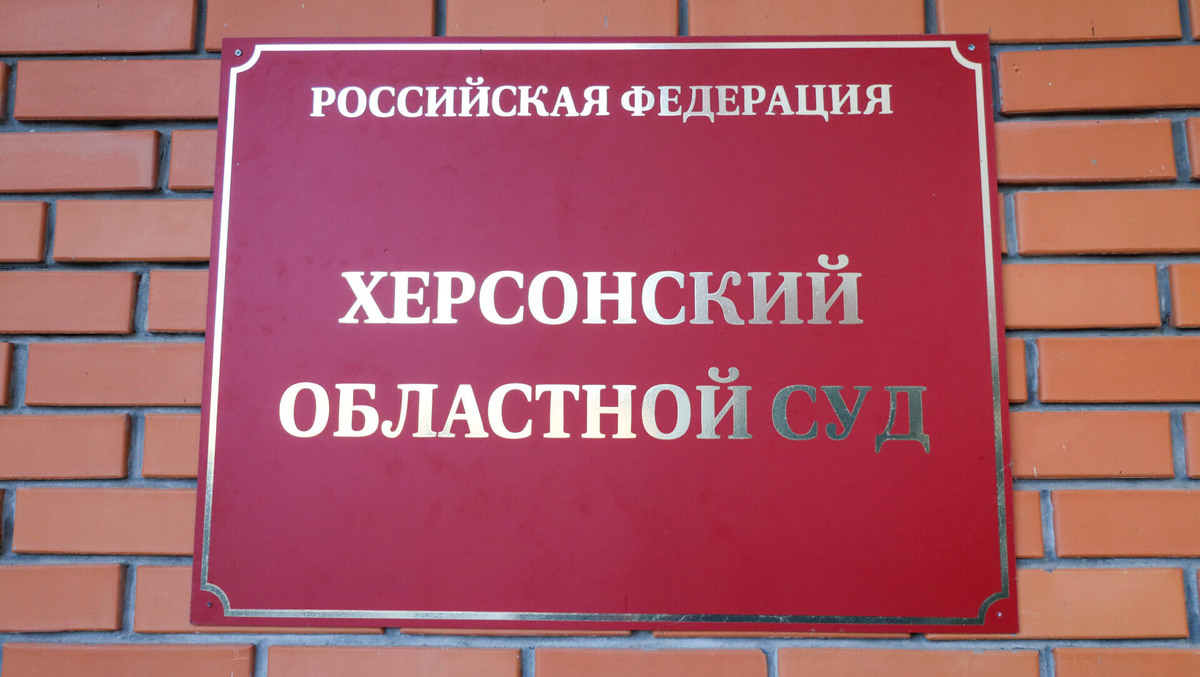 РОССИЙСКАЯ ФЕДЕРАЦИЯ
ХЕРСОНСКИЙ
ОБЛАСТНОЙ СУД